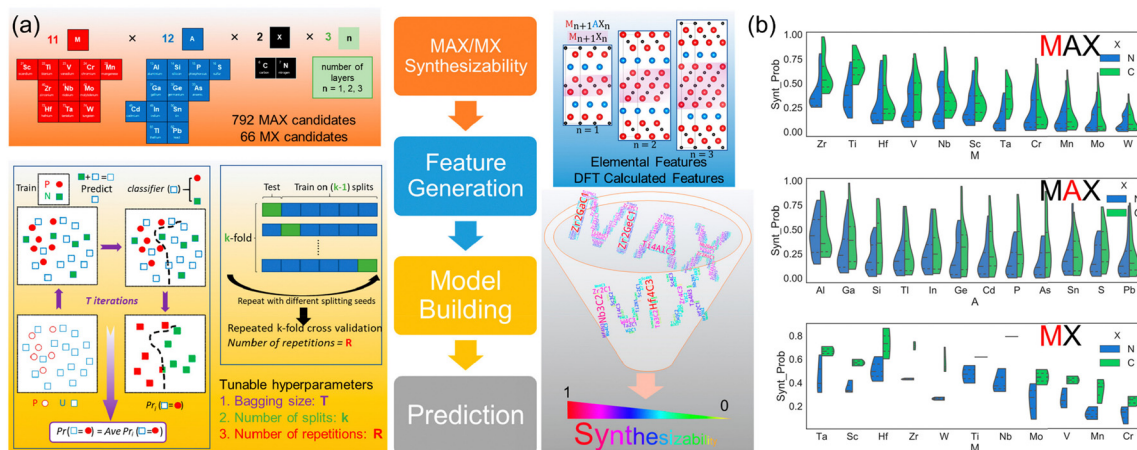 (a)
11 M × 12 A × 2 X × 3 n
Sc Ti V Cr Mn
Zr Nb Mo
Hf Ta W
Al Si P S
Ga Ge As
Cd In Sn
Tl Pb
C N
number of
layers
n = 1, 2, 3
792 MAX candidates
66 MX candidates
Train
P
N
Predict
classifier
T iterations
P U
Pr(□=●) = Ave Pri (□=●)
Pri (□=●)
Test Train on (k-1) splits
k-fold
Repeat with different splitting seeds
Repeated k-fold cross validation
Number of repetitions = R
Tunable hyperparameters
1. Bagging size: T
2. Number of splits: k
3. Number of repetitions: R
MAX/MX
Synthesizability
Feature
Generation
Model
Building
Prediction
Mn+1AXn
Mn+1Xn
n = 1
n = 2
n = 3
Elemental Features
DFT Calculated Features
MAX
Zr2GaC1
Zr2GeC1
Hf4C3
1 0
Synthesizability
(b)
MAX
X
N
C
Synt_Prob
1.00
0.75
0.50
0.25
0.00
Zr Ti Hf V Nb Sc Ta Cr Mn Mo W
M
MAX
X
N
C
Synt_Prob
1.00
0.75
0.50
0.25
0.00
Al Ga Si Tl In Ge Cd P As Sn S Pb
A
MX
X
N
C
Synt_Prob
0.8
0.6
0.4
0.2
Ta Sc Hf Zr W Ti Nb Mo V Mn Cr
M